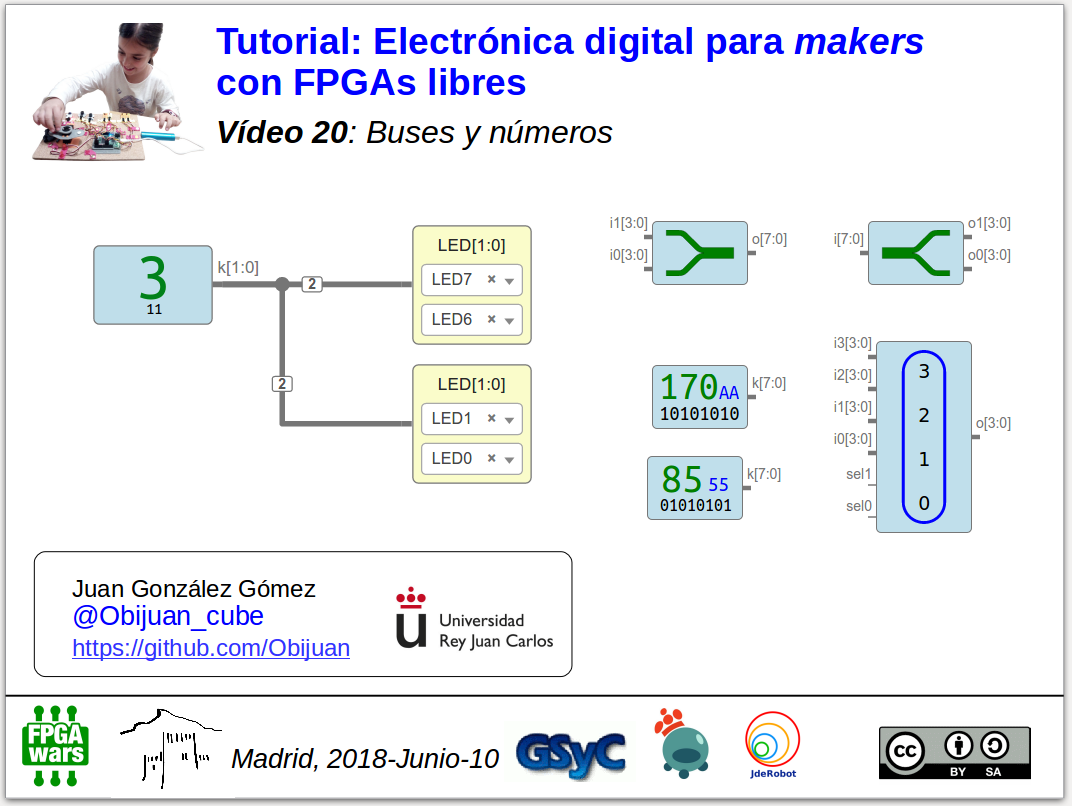 Tutorial: Electrónica digital para makers
con FPGAs libres
Vídeo 20: Buses y números
3
11
k[1:0]
2
2
LED[1:0]
LED7 ×
LED6 ×
LED[1:0]
LED1 ×
LED0 ×
i1[3:0]
i0[3:0]
o[7:0]
i[7:0]
o1[3:0]
o0[3:0]
170 AA
10101010
k[7:0]
85 55
01010101
k[7:0]
i3[3:0]
i2[3:0]
i1[3:0]
i0[3:0]
sel1
sel0
3
2
1
0
o[3:0]
Juan González Gómez
@Obijuan_cube
https://github.com/Obijuan
u
Universidad
Rey Juan Carlos
FPGA
wars
Madrid, 2018-Junio-10
GSyC
JdeRobot
cc
BY SA